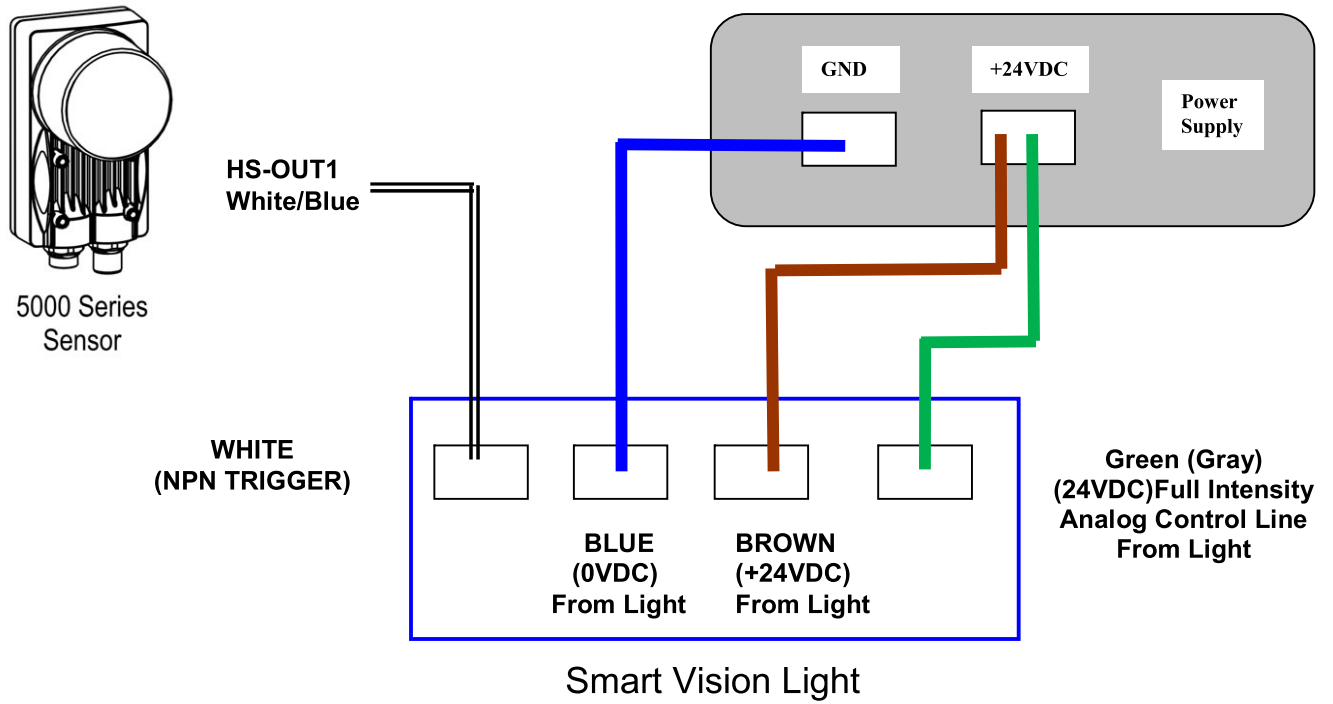 GND
+24VDC
Power
Supply
HS-OUT1
White/Blue
5000 Series
Sensor
WHITE
(NPN TRIGGER)
BLUE
(0VDC)
From Light
BROWN
(+24VDC)
From Light
Green (Gray)
(24VDC)Full Intensity
Analog Control Line
From Light
Smart Vision Light